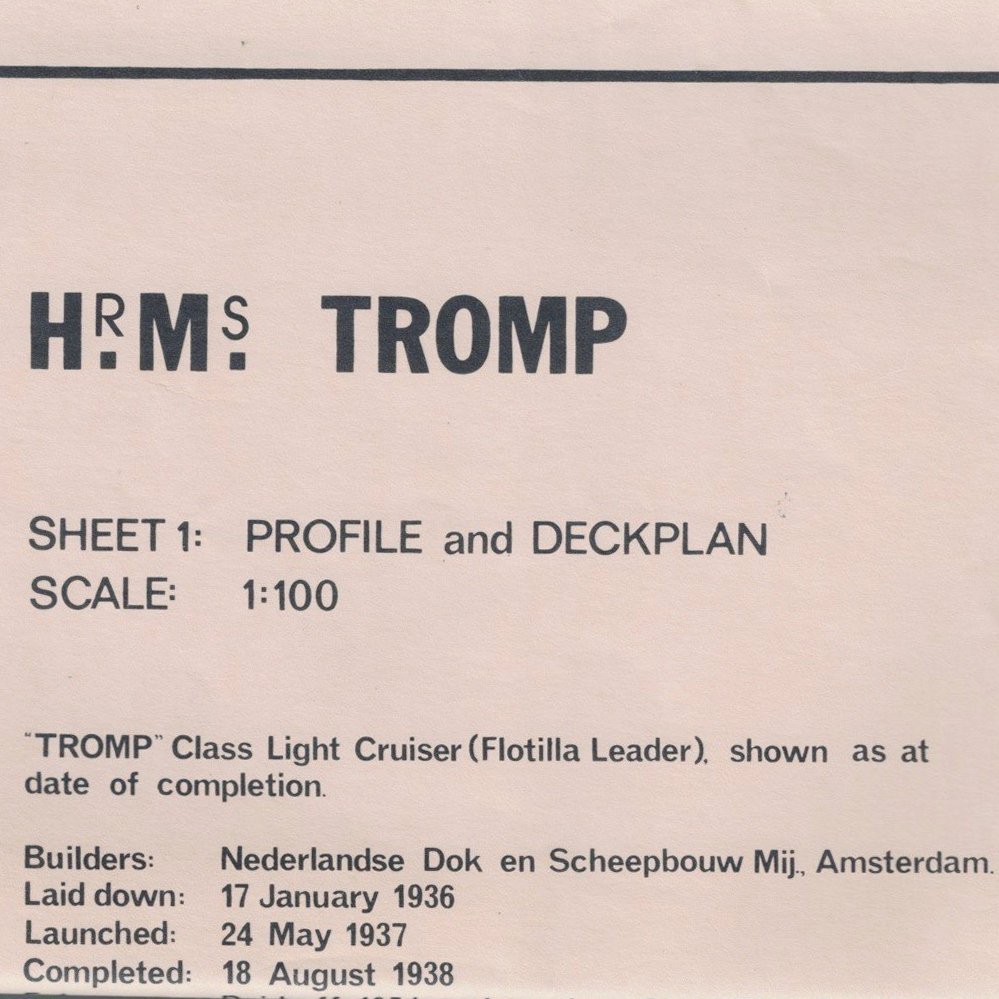 HR. MS. TROMP
SHEET 1: PROFILE and DECKPLAN
SCALE: 1:100
"TROMP" Class Light Cruiser (Flotilla Leader), shown as at
date of completion.
Builders: Nederlandse Dok en Scheepbouw Mij., Amsterdam.
Laid down: 17 January 1936
Launched: 24 May 1937
Completed: 18 August 1938